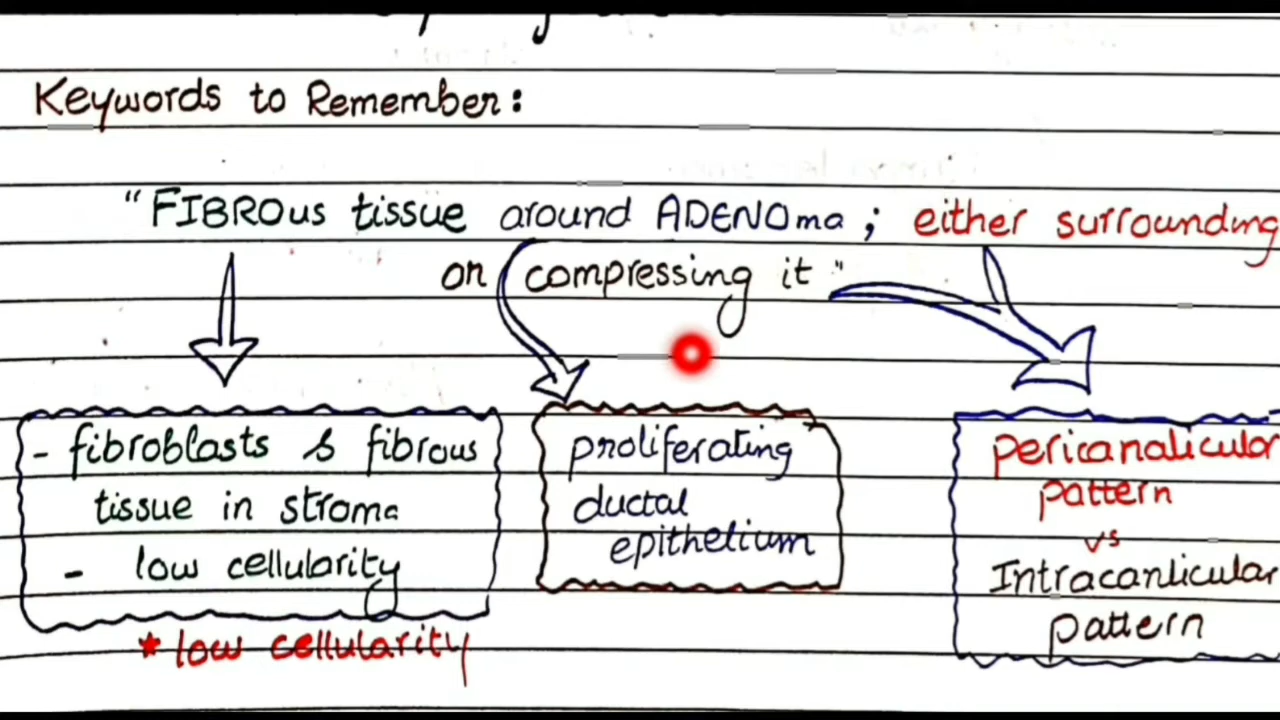 Keywords to Remember:
"FIBROus tissue around ADENOma; either surrounding
or compressing it"
- fibroblasts & fibrous
tissue in stroma
- low cellularity
* low cellularity
proliferating
ductal
epithelium
pericanalicular
pattern
vs
Intracanlicular
pattern